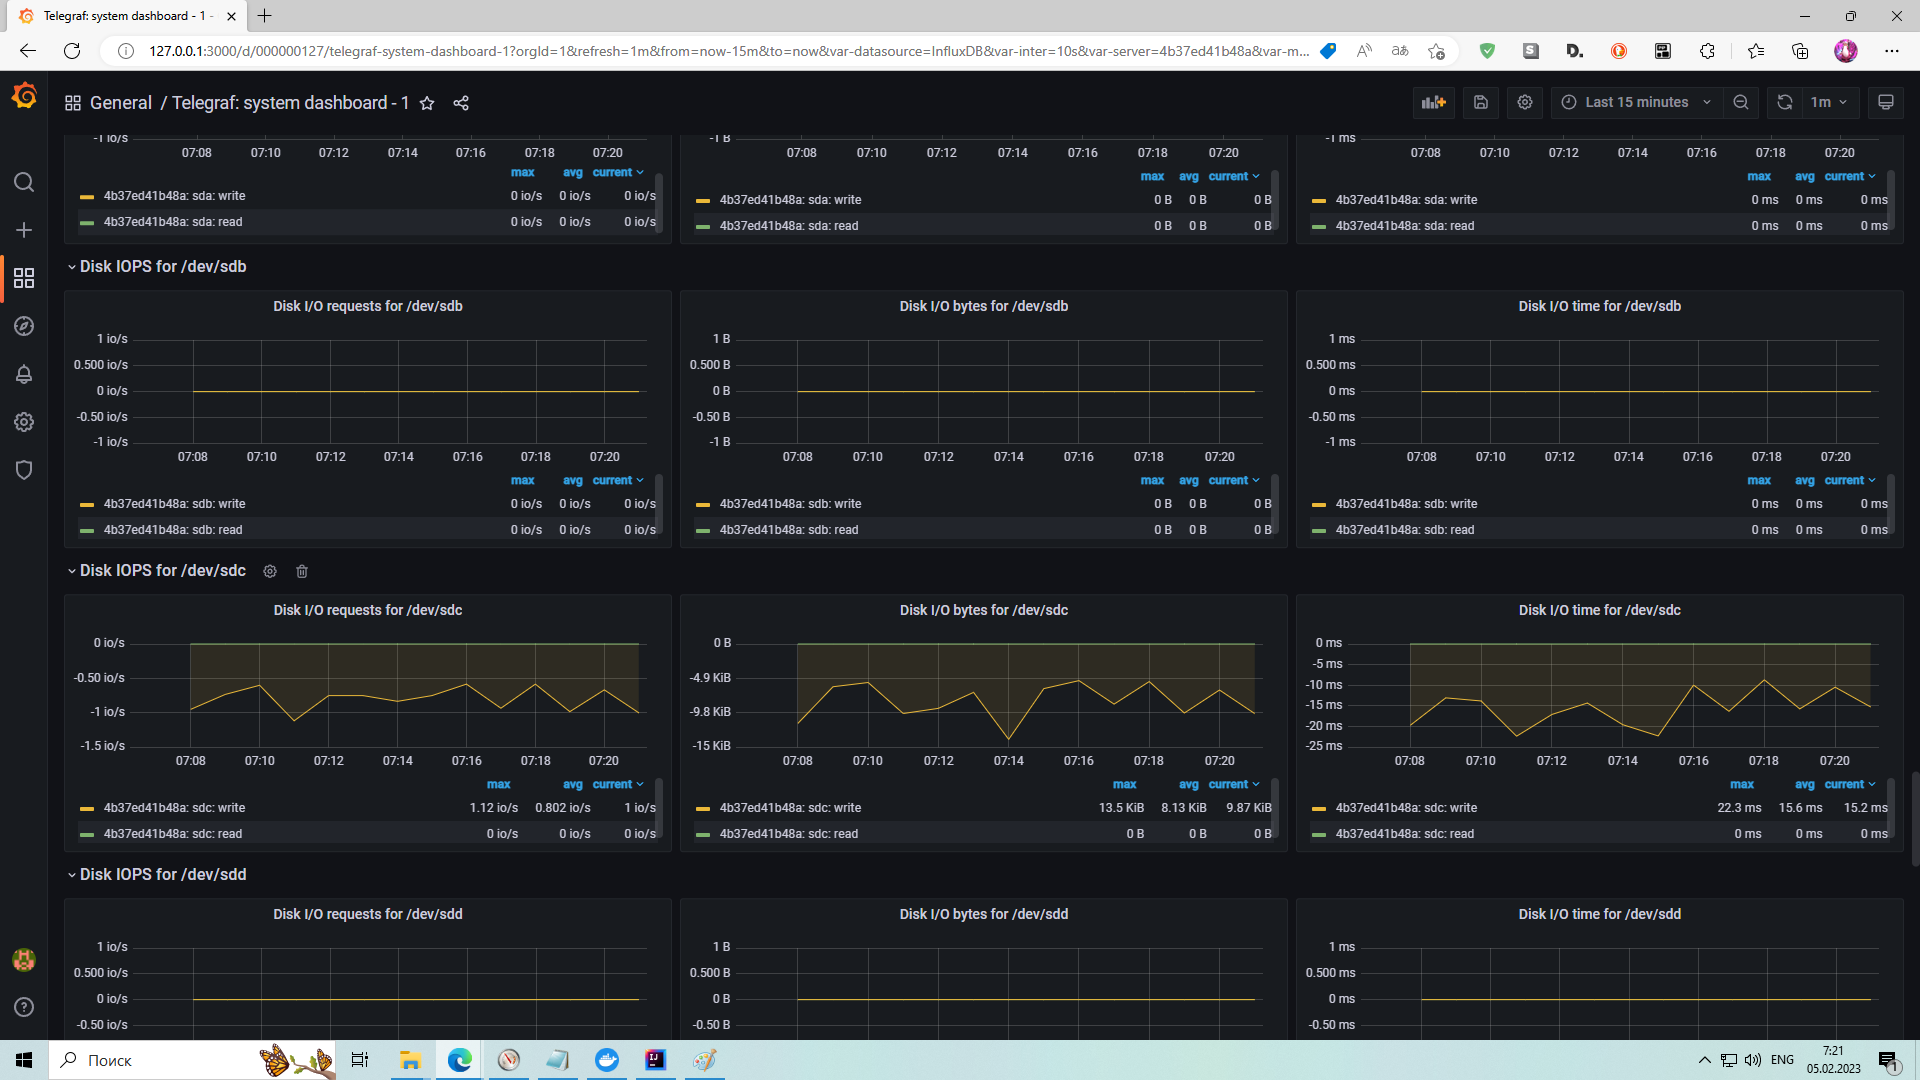 Telegraf: system dashboard - 1 -
127.0.0.1:3000/d/000000127/telegraf-system-dashboard-1?orgId=1&refresh=1m&from=now-15m&to=now&var-datasource=InfluxDB&var-inter=10s&var-server=4b37ed41b48a&var-m...
General / Telegraf: system dashboard - 1
Last 15 minutes
1m
-1 io/s
07:08 07:10 07:12 07:14 07:16 07:18 07:20
max avg current
4b37ed41b48a: sda: write 0 io/s 0 io/s 0 io/s
4b37ed41b48a: sda: read 0 io/s 0 io/s 0 io/s
-1 B
07:08 07:10 07:12 07:14 07:16 07:18 07:20
max avg current
4b37ed41b48a: sda: write 0 B 0 B 0 B
4b37ed41b48a: sda: read 0 B 0 B 0 B
-1 ms
07:08 07:10 07:12 07:14 07:16 07:18 07:20
max avg current
4b37ed41b48a: sda: write 0 ms 0 ms 0 ms
4b37ed41b48a: sda: read 0 ms 0 ms 0 ms
Disk IOPS for /dev/sdb
Disk I/O requests for /dev/sdb
1 io/s
0.500 io/s
0 io/s
-0.50 io/s
-1 io/s
07:08 07:10 07:12 07:14 07:16 07:18 07:20
max avg current
4b37ed41b48a: sdb: write 0 io/s 0 io/s 0 io/s
4b37ed41b48a: sdb: read 0 io/s 0 io/s 0 io/s
Disk I/O bytes for /dev/sdb
1 B
0.500 B
0 B
-0.50 B
-1 B
07:08 07:10 07:12 07:14 07:16 07:18 07:20
max avg current
4b37ed41b48a: sdb: write 0 B 0 B 0 B
4b37ed41b48a: sdb: read 0 B 0 B 0 B
Disk I/O time for /dev/sdb
1 ms
0.500 ms
0 ms
-0.50 ms
-1 ms
07:08 07:10 07:12 07:14 07:16 07:18 07:20
max avg current
4b37ed41b48a: sdb: write 0 ms 0 ms 0 ms
4b37ed41b48a: sdb: read 0 ms 0 ms 0 ms
Disk IOPS for /dev/sdc
Disk I/O requests for /dev/sdc
0 io/s
-0.50 io/s
-1 io/s
-1.5 io/s
07:08 07:10 07:12 07:14 07:16 07:18 07:20
max avg current
4b37ed41b48a: sdc: write 1.12 io/s 0.802 io/s 1 io/s
4b37ed41b48a: sdc: read 0 io/s 0 io/s 0 io/s
Disk I/O bytes for /dev/sdc
0 B
-4.9 KiB
-9.8 KiB
-15 KiB
07:08 07:10 07:12 07:14 07:16 07:18 07:20
max avg current
4b37ed41b48a: sdc: write 13.5 KiB 8.13 KiB 9.87 KiB
4b37ed41b48a: sdc: read 0 B 0 B 0 B
Disk I/O time for /dev/sdc
0 ms
-5 ms
-10 ms
-15 ms
-20 ms
-25 ms
07:08 07:10 07:12 07:14 07:16 07:18 07:20
max avg current
4b37ed41b48a: sdc: write 22.3 ms 15.6 ms 15.2 ms
4b37ed41b48a: sdc: read 0 ms 0 ms 0 ms
Disk IOPS for /dev/sdd
Disk I/O requests for /dev/sdd
1 io/s
0.500 io/s
0 io/s
-0.50 io/s
Disk I/O bytes for /dev/sdd
1 B
0.500 B
0 B
-0.50 B
Disk I/O time for /dev/sdd
1 ms
0.500 ms
0 ms
-0.50 ms
Поиск
ENG
7:21
05.02.2023
1